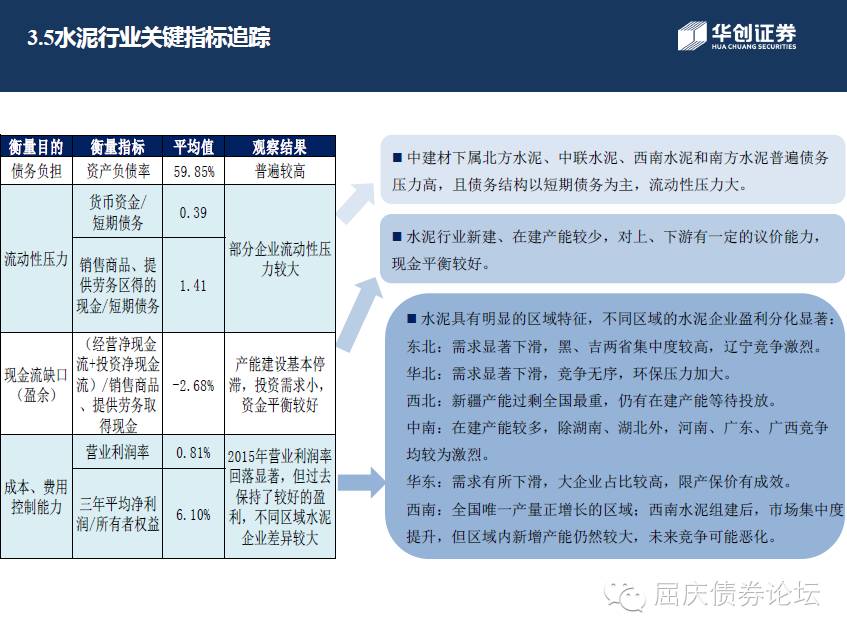 3.5水泥行业关键指标追踪
华创证券
HUA CHUANG SECURITIES
衡量目的 衡量指标 平均值 观察结果
债务负担 资产负债率 59.85% 普遍较高
流动性压力
货币资金/
短期债务
0.39
销售商品、提
供劳务区得的
现金/短期债务
1.41
部分企业流动性压
力较大
现金流缺口
（盈余）
（经营净现金
流+投资净现金
流）/销售商品
、提供劳务取
得现金
-2.68%
产能建设基本停
滞，投资需求小，
资金平衡较好
成本、费用
控制能力
营业利润率
0.81%
三年平均净利
润/所有者权益
6.10%
2015年营业利润率
回落显著，但过去
保持了较好的盈
利，不同区域水泥
企业差异较大
■ 中建材下属北方水泥、中联水泥、西南水泥和南方水泥普遍债务
压力高，且债务结构以短期债务为主，流动性压力大。
■ 水泥行业新建、在建产能较少，对上、下游有一定的议价能力，
现金平衡较好。
■ 水泥具有明显的区域特征，不同区域的水泥企业盈利分化显著：
东北：需求显著下滑，黑、吉两省集中度较高，辽宁竞争激烈。
华北：需求显著下滑，竞争无序，环保压力加大。
西北：新疆产能过剩全国最重，仍有在建产能等待投放。
中南：在建产能较多，除湖南、湖北外，河南、广东、广西竞争
均较为激烈。
华东：需求有所下滑，大企业占比较高，限产保价有成效。
西南：全国唯一产量正增长的区域；西南水泥组建后，市场集中度
提升，但区域内新增产能仍然较大，未来竞争可能恶化。
屈庆债券论坛